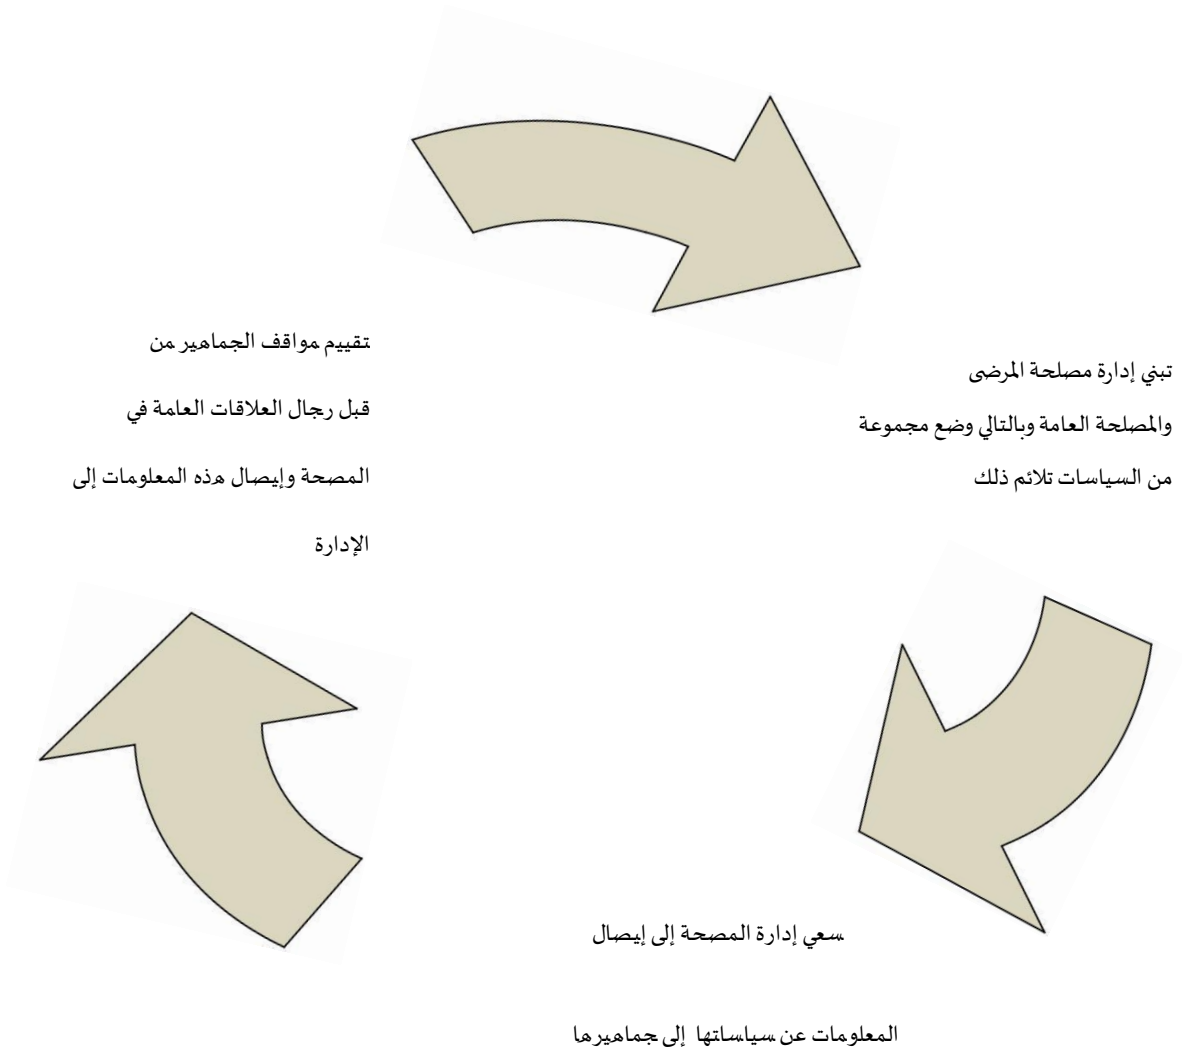 تقييم مواقف الجماهير من
قبل رجال العلاقات العامة في
المصحة وإيصال هذه المعلومات إلى
الإدارة
تبني إدارة مصلحة المرضى
والمصلحة العامة وبالتالي وضع مجموعة
من السياسات تلائم ذلك
سعي إدارة المصحة إلى إيصال
المعلومات عن سياساتها إلى جماهيرها